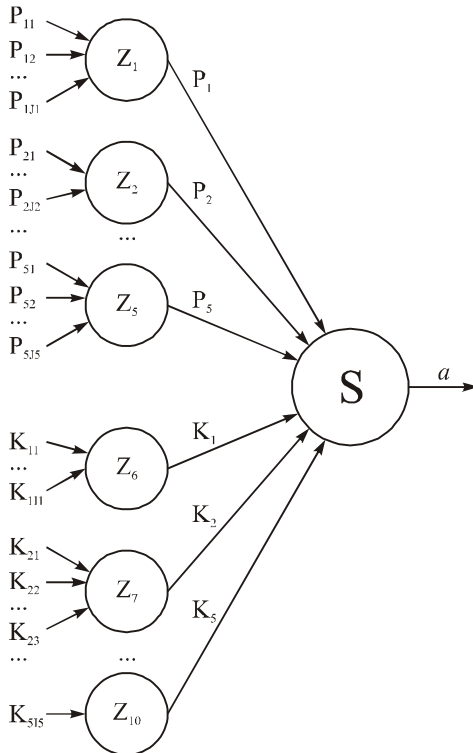 P11
P12
...
P1J1
Z1
P1
P21
...
P2J2
...
Z2
...
P2
P51
P52
...
P5J5
Z5
P5
S
a
K11
...
K1I1
Z6
K1
K21
K22
...
K23
...
Z7
...
K2
K5I5
Z10
K5